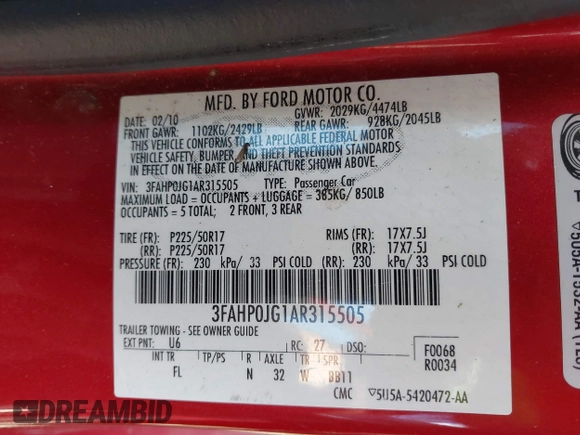 MFD. BY FORD MOTOR CO.
DATE: 02/10 GVWR: 2029KG/4474LB
FRONT GAWR: 1102KG/2429LB REAR GAWR: 928KG/2045LB
THIS VEHICLE CONFORMS TO ALL APPLICABLE FEDERAL MOTOR
VEHICLE SAFETY, BUMPER AND THEFT PREVENTION STANDARDS
IN EFFECT ON THE DATE OF MANUFACTURE SHOWN ABOVE.
VIN: 3FAHP0JG1AR315505 TYPE: Passenger Car
MAXIMUM LOAD = OCCUPANTS + LUGGAGE = 385KG/ 850LB
OCCUPANTS = 5 TOTAL; 2 FRONT, 3 REAR
TIRE (FR): P225/50R17 RIMS (FR): 17X7.5J
(RR): P225/50R17 (RR): 17X7.5J
PRESSURE (FR): 230 kPa/ 33 PSI COLD (RR): 230 kPa/ 33 PSI COLD
3FAHP0JG1AR315505
TRAILER TOWING - SEE OWNER GUIDE
EXT PNT: U6 RC: 27 DSO: F0068
INT TR TP/PS R AXLE TR SPR R0034
FL N 32 W BB11
CMC ▽5U5A-5420472-AA
DREAMBID